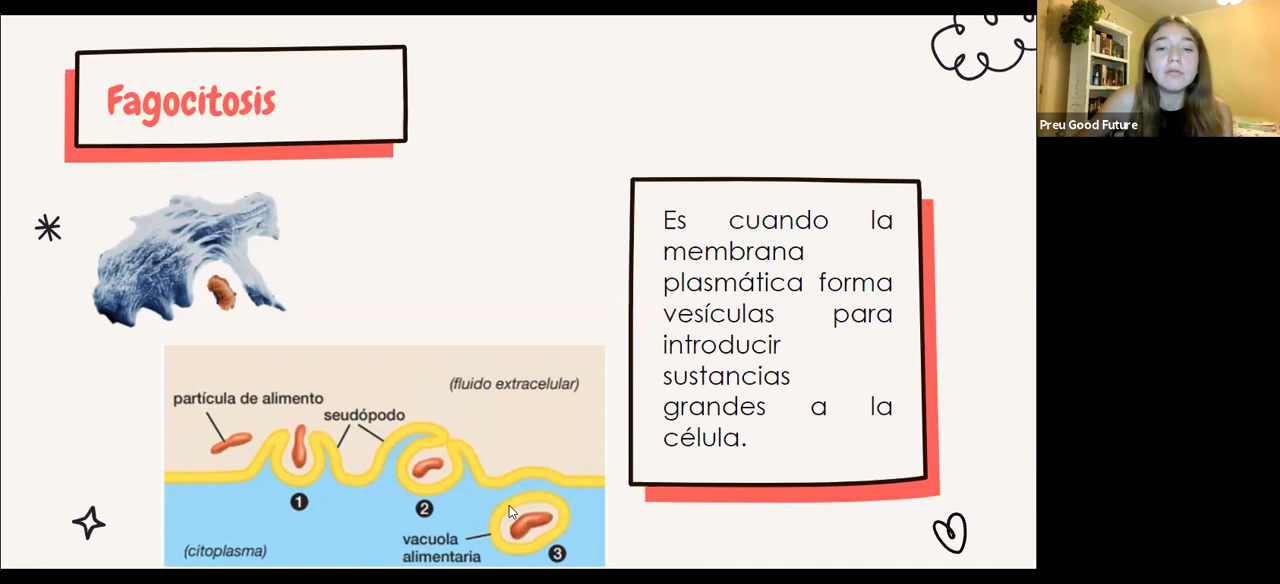 Fagocitosis
Es cuando la
membrana
plasmática forma
vesículas para
introducir
sustancias
grandes a la
célula.
(fluido extracelular)
partícula de alimento
seudópodo
1
2
vacuola
alimentaria
3
(citoplasma)
Preu Good Future